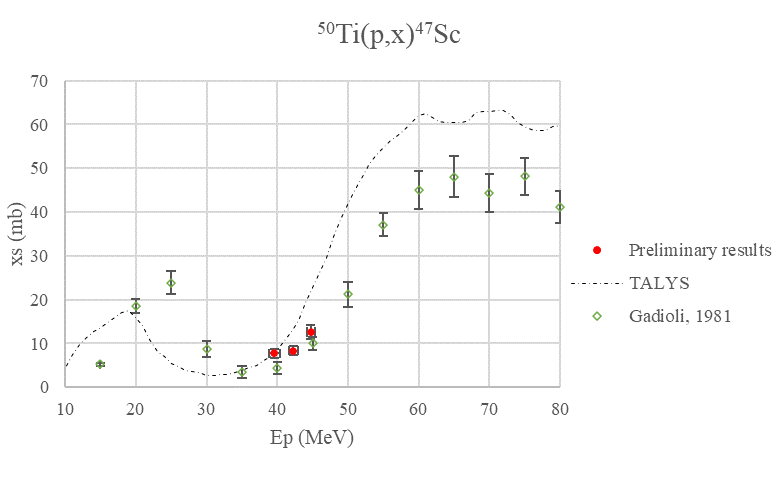 ⁵⁰Ti(p,x)⁴⁷Sc
70
60
50
40
30
20
10
0
xs (mb)
10 20 30 40 50 60 70 80
Ep (MeV)
Preliminary results
TALYS
Gadioli, 1981